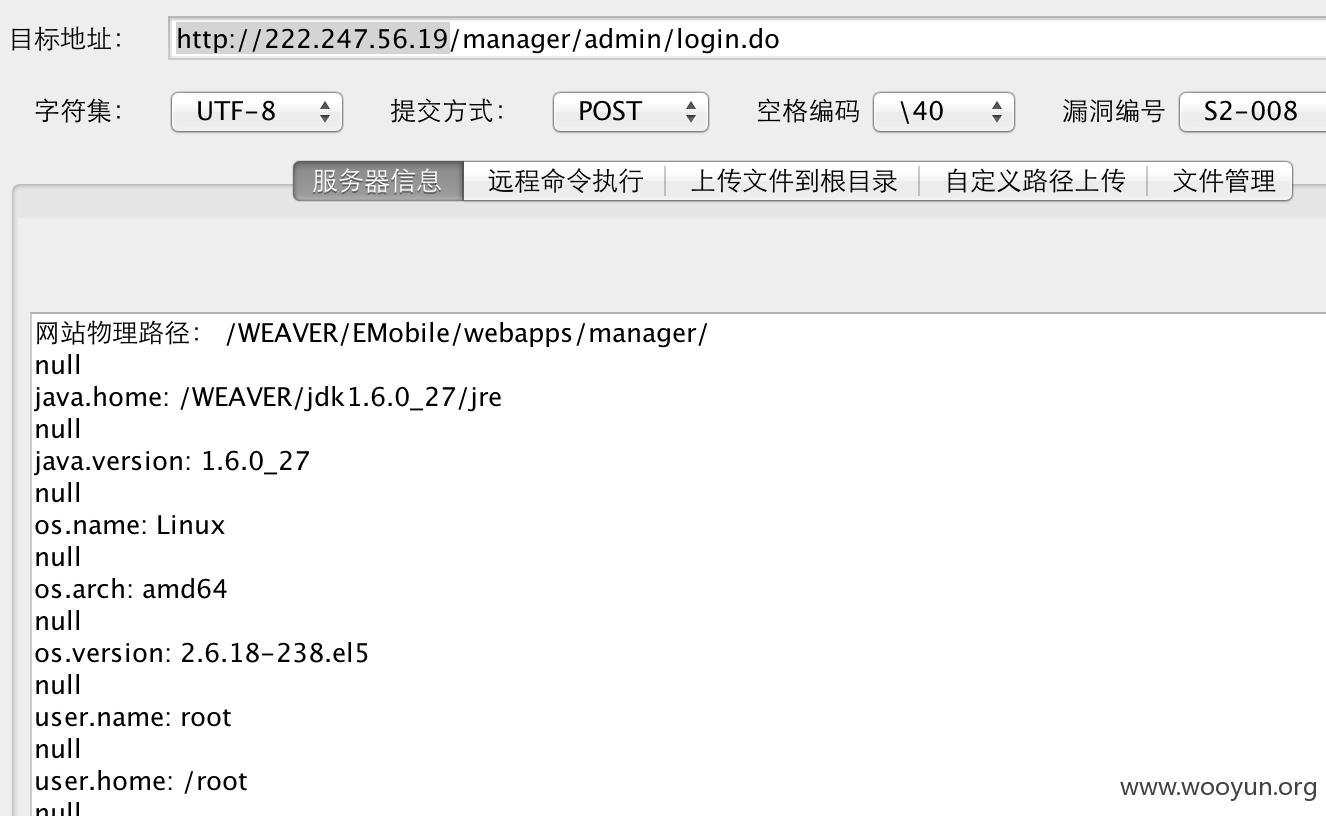 目标地址： http://222.247.56.19/manager/admin/login.do
字符集： UTF-8 提交方式： POST 空格编码 \40 漏洞编号 S2-008
服务器信息 远程命令执行 上传文件到根目录 自定义路径上传 文件管理
网站物理路径： /WEAVER/EMobile/webapps/manager/
null
java.home: /WEAVER/jdk1.6.0_27/jre
null
java.version: 1.6.0_27
null
os.name: Linux
null
os.arch: amd64
null
os.version: 2.6.18-238.el5
null
user.name: root
null
user.home: /root
null
www.wooyun.org